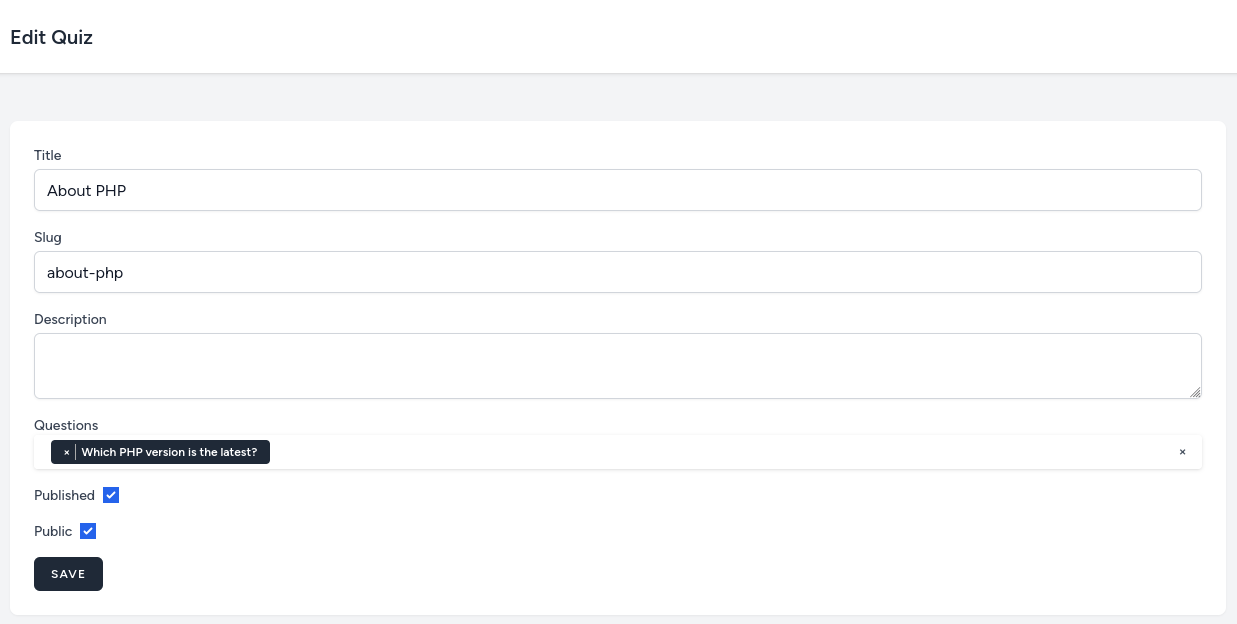 Edit Quiz
Title
About PHP
Slug
about-php
Description
Questions
× Which PHP version is the latest? ×
Published
Public
SAVE